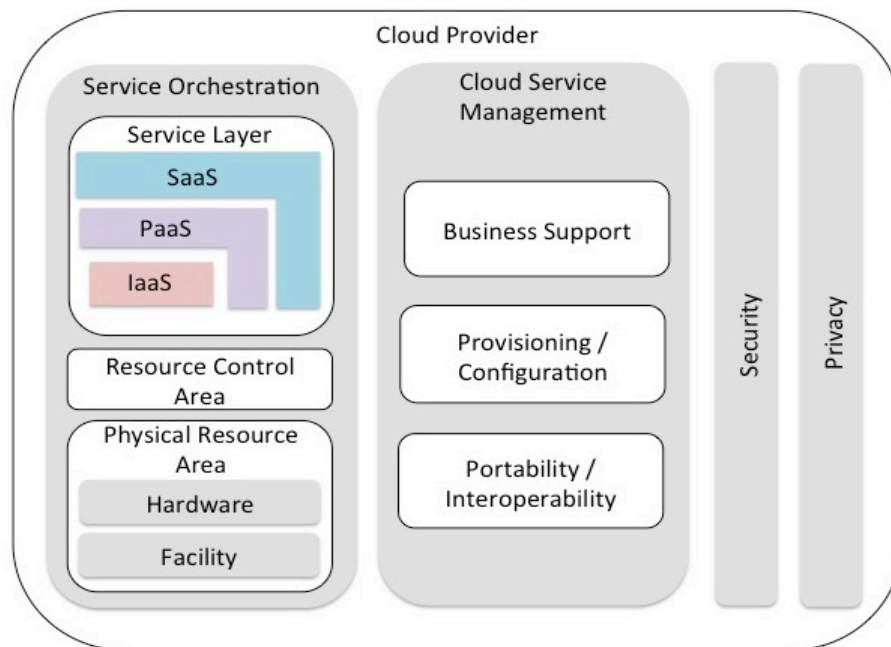 Cloud Provider
Service Orchestration
Service Layer
SaaS
PaaS
IaaS
Resource Control
Area
Physical Resource
Area
Hardware
Facility
Cloud Service
Management
Business Support
Provisioning /
Configuration
Portability /
Interoperability
Security
Privacy